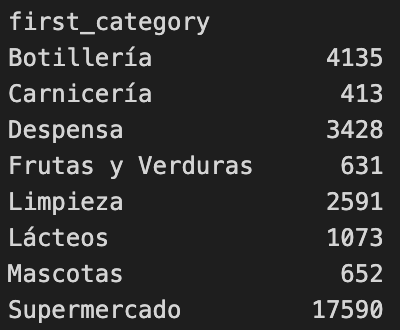 first_category
Botillería 4135
Carnicería 413
Despensa 3428
Frutas y Verduras 631
Limpieza 2591
Lácteos 1073
Mascotas 652
Supermercado 17590